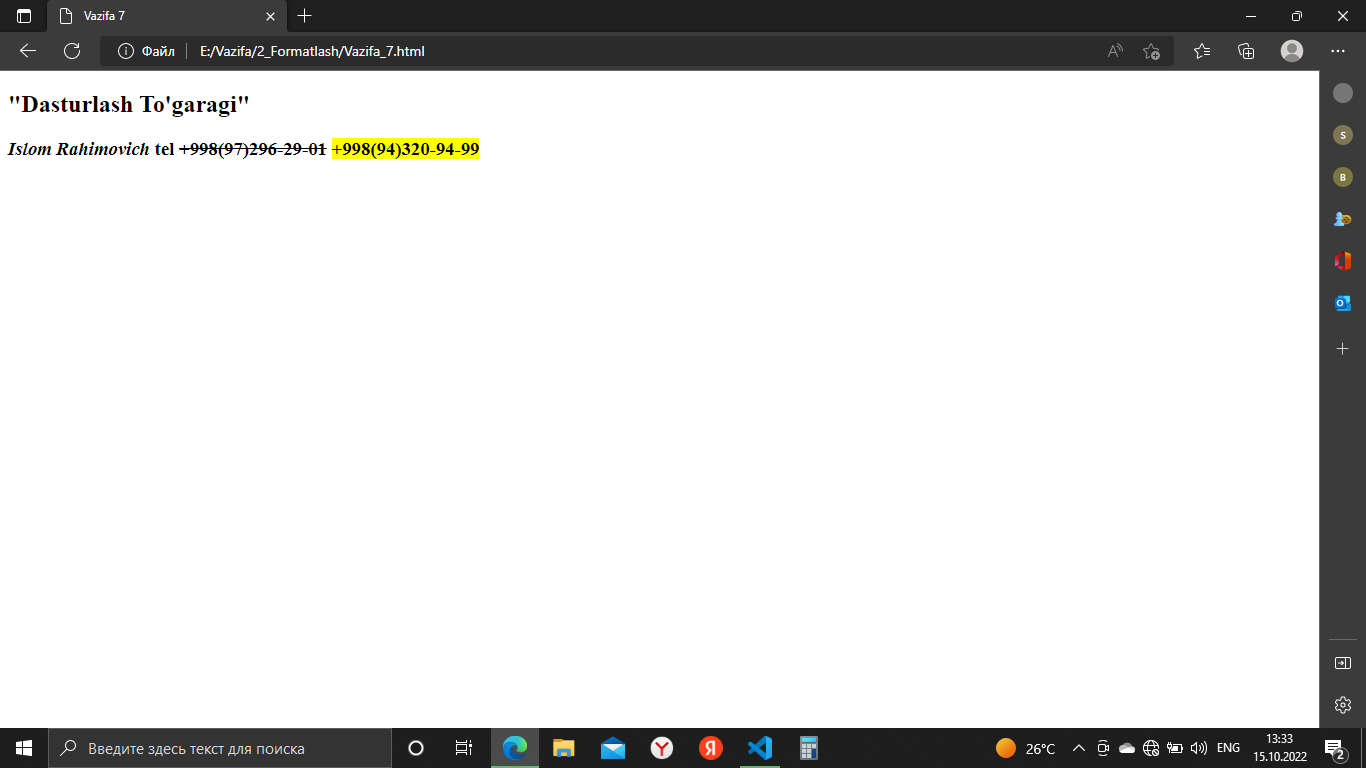 Vazifa 7
Файл E:/Vazifa/2_Formatlash/Vazifa_7.html
"Dasturlash To'garagi"
Islom Rahimovich tel +998(97)296-29-01 +998(94)320-94-99
S
B
Введите здесь текст для поиска
26°C
ENG
13:33
15.10.2022
2